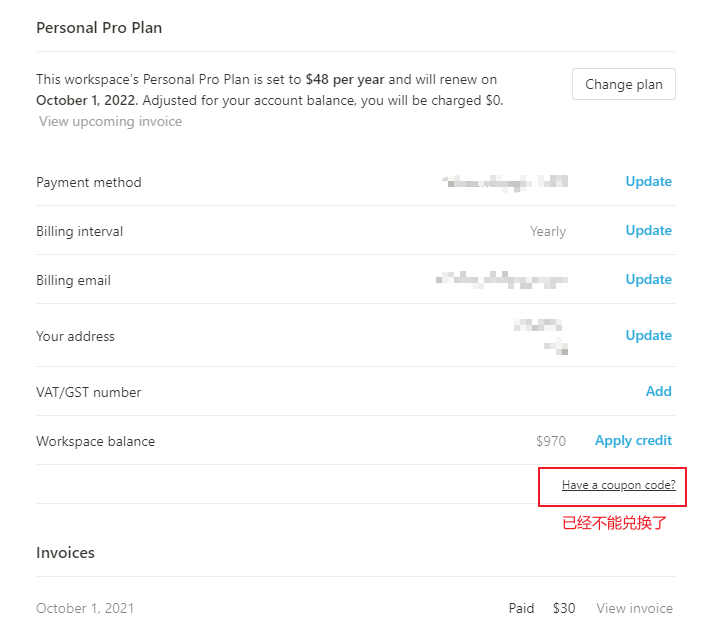 Personal Pro Plan
This workspace’s Personal Pro Plan is set to $48 per year and will renew on
October 1, 2022. Adjusted for your account balance, you will be charged $0.
View upcoming invoice
Change plan
Payment method Update
Billing interval Yearly Update
Billing email Update
Your address Update
VAT/GST number Add
Workspace balance $970 Apply credit
Have a coupon code?
已经不能兑换了
Invoices
October 1, 2021 Paid $30 View invoice